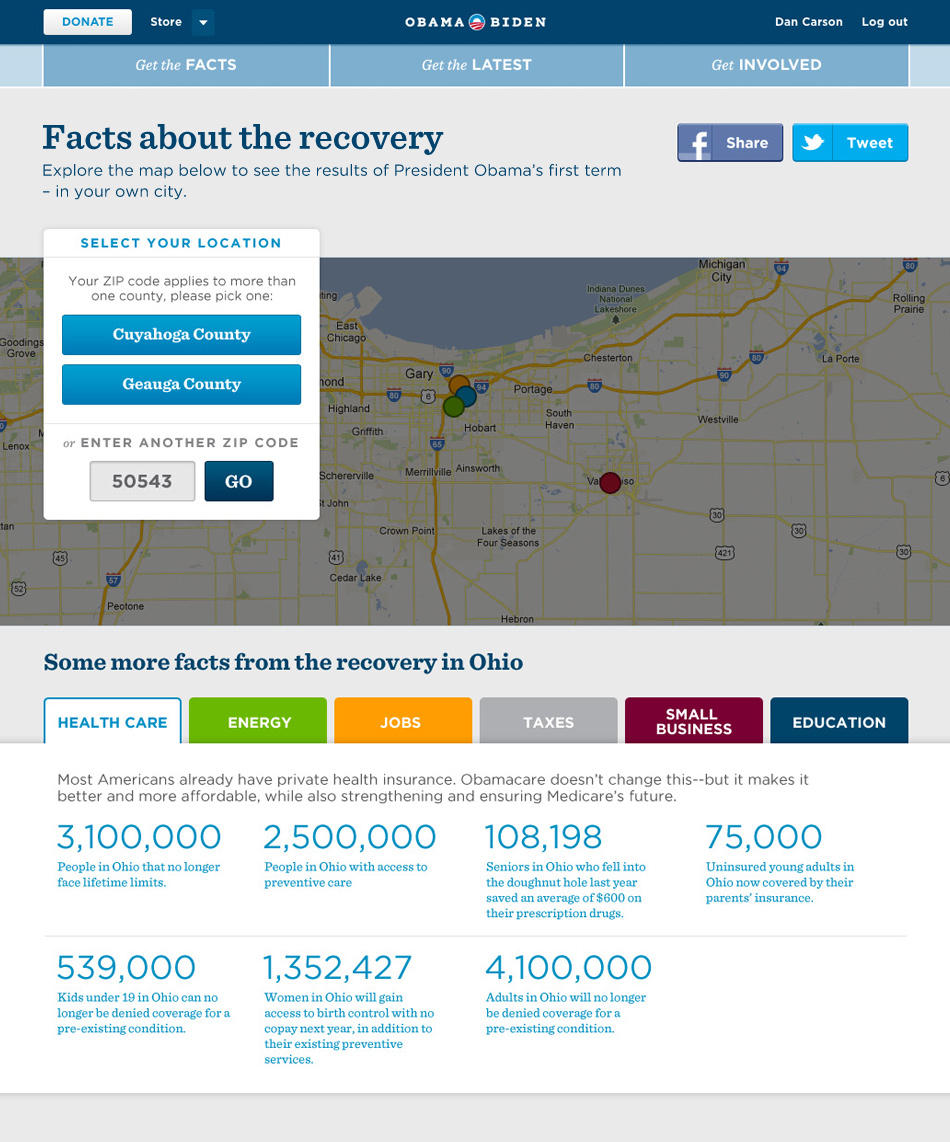 DONATE
Store
OBAMA BIDEN
Dan Carson
Log out
Get the FACTS
Get the LATEST
Get INVOLVED
Facts about the recovery
Explore the map below to see the results of President Obama's first term
– in your own city.
Share
Tweet
SELECT YOUR LOCATION
Your ZIP code applies to more than
one county, please pick one:
Cuyahoga County
Geauga County
or ENTER ANOTHER ZIP CODE
50543
GO
Michigan
City
94
80
Indiana Dunes
National
Lakeshore
Rolling
Prairie
East
Chicago
Goodings
Grove
Chesterton
La Porte
80
Gary
90
94
80
90
Portage
80
6
Highland
South
Haven
Westville
Griffith
Hobart
65
Lenox
Merrillville
Ainsworth
Schererville
6
St John
30
Crown Point
Lakes of the
Four Seasons
30
45
41
421
30
57
Cedar Lake
52
Peotone
Hebron
Some more facts from the recovery in Ohio
HEALTH CARE
ENERGY
JOBS
TAXES
SMALL
BUSINESS
EDUCATION
Most Americans already have private health insurance. Obamacare doesn't change this--but it makes it
better and more affordable, while also strengthening and ensuring Medicare's future.
3,100,000
People in Ohio that no longer
face lifetime limits.
2,500,000
People in Ohio with access to
preventive care
108,198
Seniors in Ohio who fell into
the doughnut hole last year
saved an average of $600 on
their prescription drugs.
75,000
Uninsured young adults in
Ohio now covered by their
parents' insurance.
539,000
Kids under 19 in Ohio can no
longer be denied coverage for a
pre-existing condition.
1,352,427
Women in Ohio will gain
access to birth control with no
copay next year, in addition to
their existing preventive
services.
4,100,000
Adults in Ohio will no longer
be denied coverage for a
pre-existing condition.